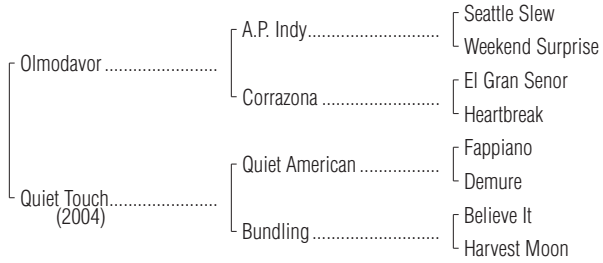 Seattle Slew
A.P. Indy
Weekend Surprise
Olmodavor
El Gran Senor
Corrazona
Heartbreak
Fappiano
Quiet American
Demure
Quiet Touch
(2004)
Believe It
Bundling
Harvest Moon